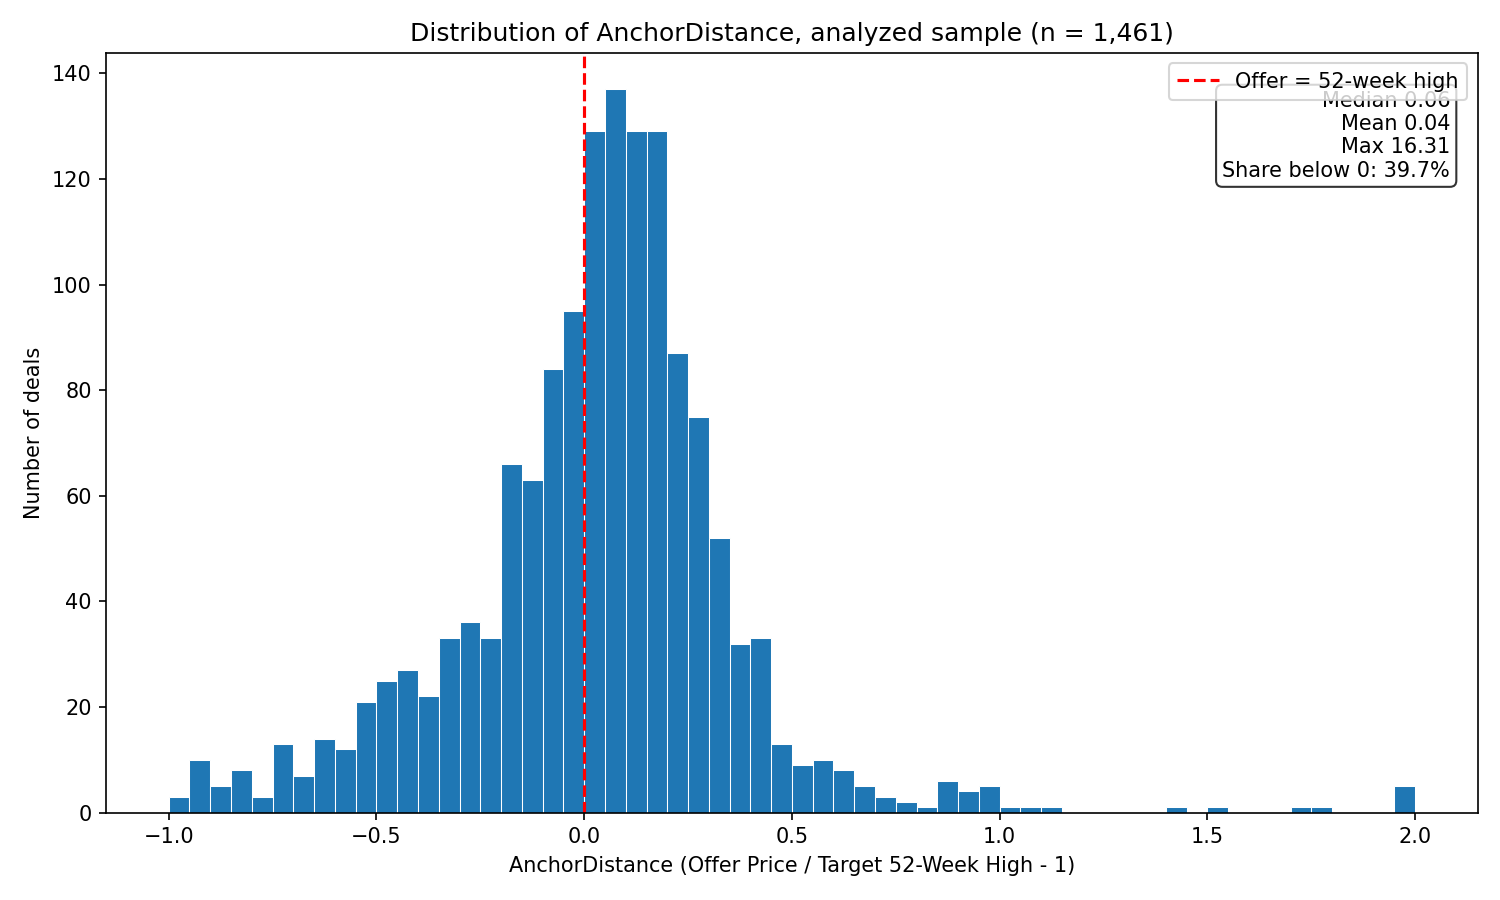 Distribution of AnchorDistance, analyzed sample (n = 1,461)
Offer = 52-week high
Median 0.06
Mean 0.04
Max 16.31
Share below 0: 39.7%
140
120
100
80
60
40
20
0
Number of deals
−1.0
−0.5
0.0
0.5
1.0
1.5
2.0
AnchorDistance (Offer Price / Target 52-Week High - 1)